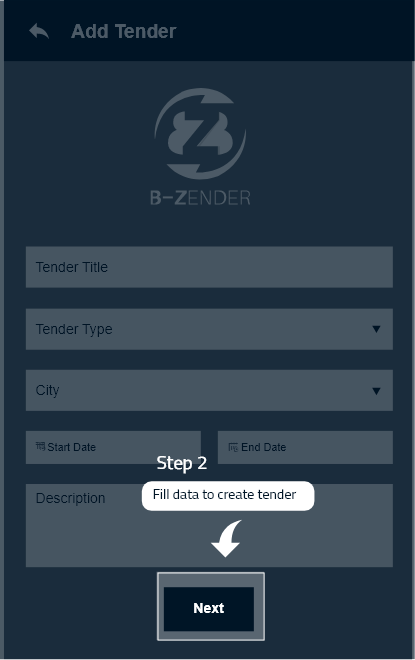 Add Tender
B-ZENDER
Tender Title
Tender Type
City
Start Date
End Date
Step 2
Description
Fill data to create tender
Next